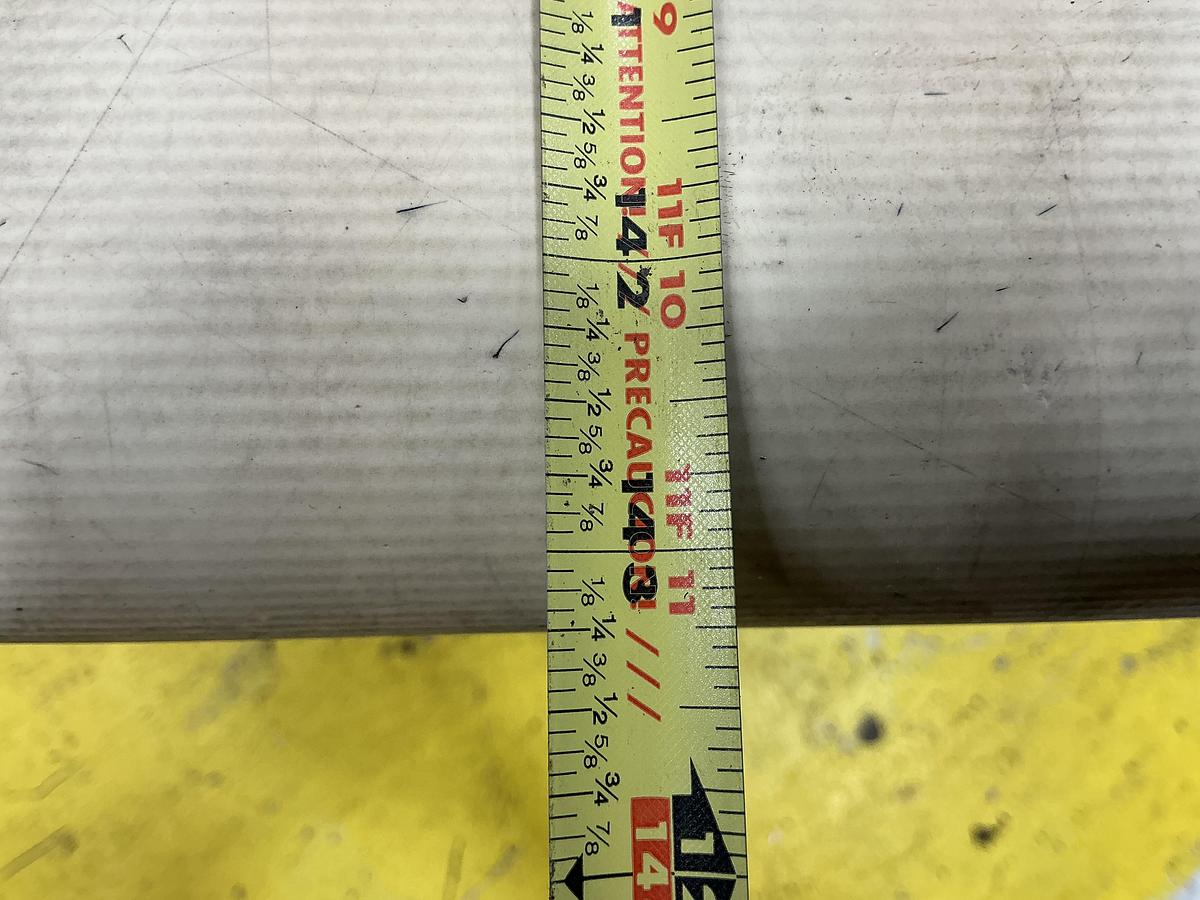 9
ATTENTION! /// PRECAUCION! ///
11F 10
142
11F 11
143
1/8 1/4 3/8 1/2 5/8 3/4 7/8
1/8 1/4 3/8 1/2 5/8 3/4 7/8
1/8 1/4 3/8 1/2 5/8 3/4 7/8
14